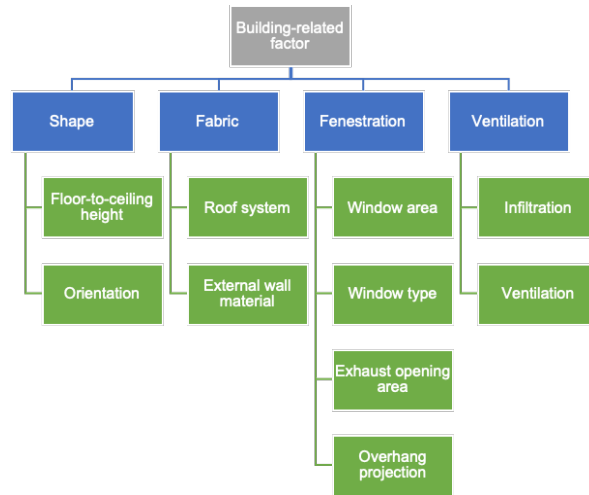 Building-related
factor
Shape
Fabric
Fenestration
Ventilation
Floor-to-ceiling
height
Roof system
Window area
Infiltration
Orientation
External wall
material
Window type
Ventilation
Exhaust opening
area
Overhang
projection